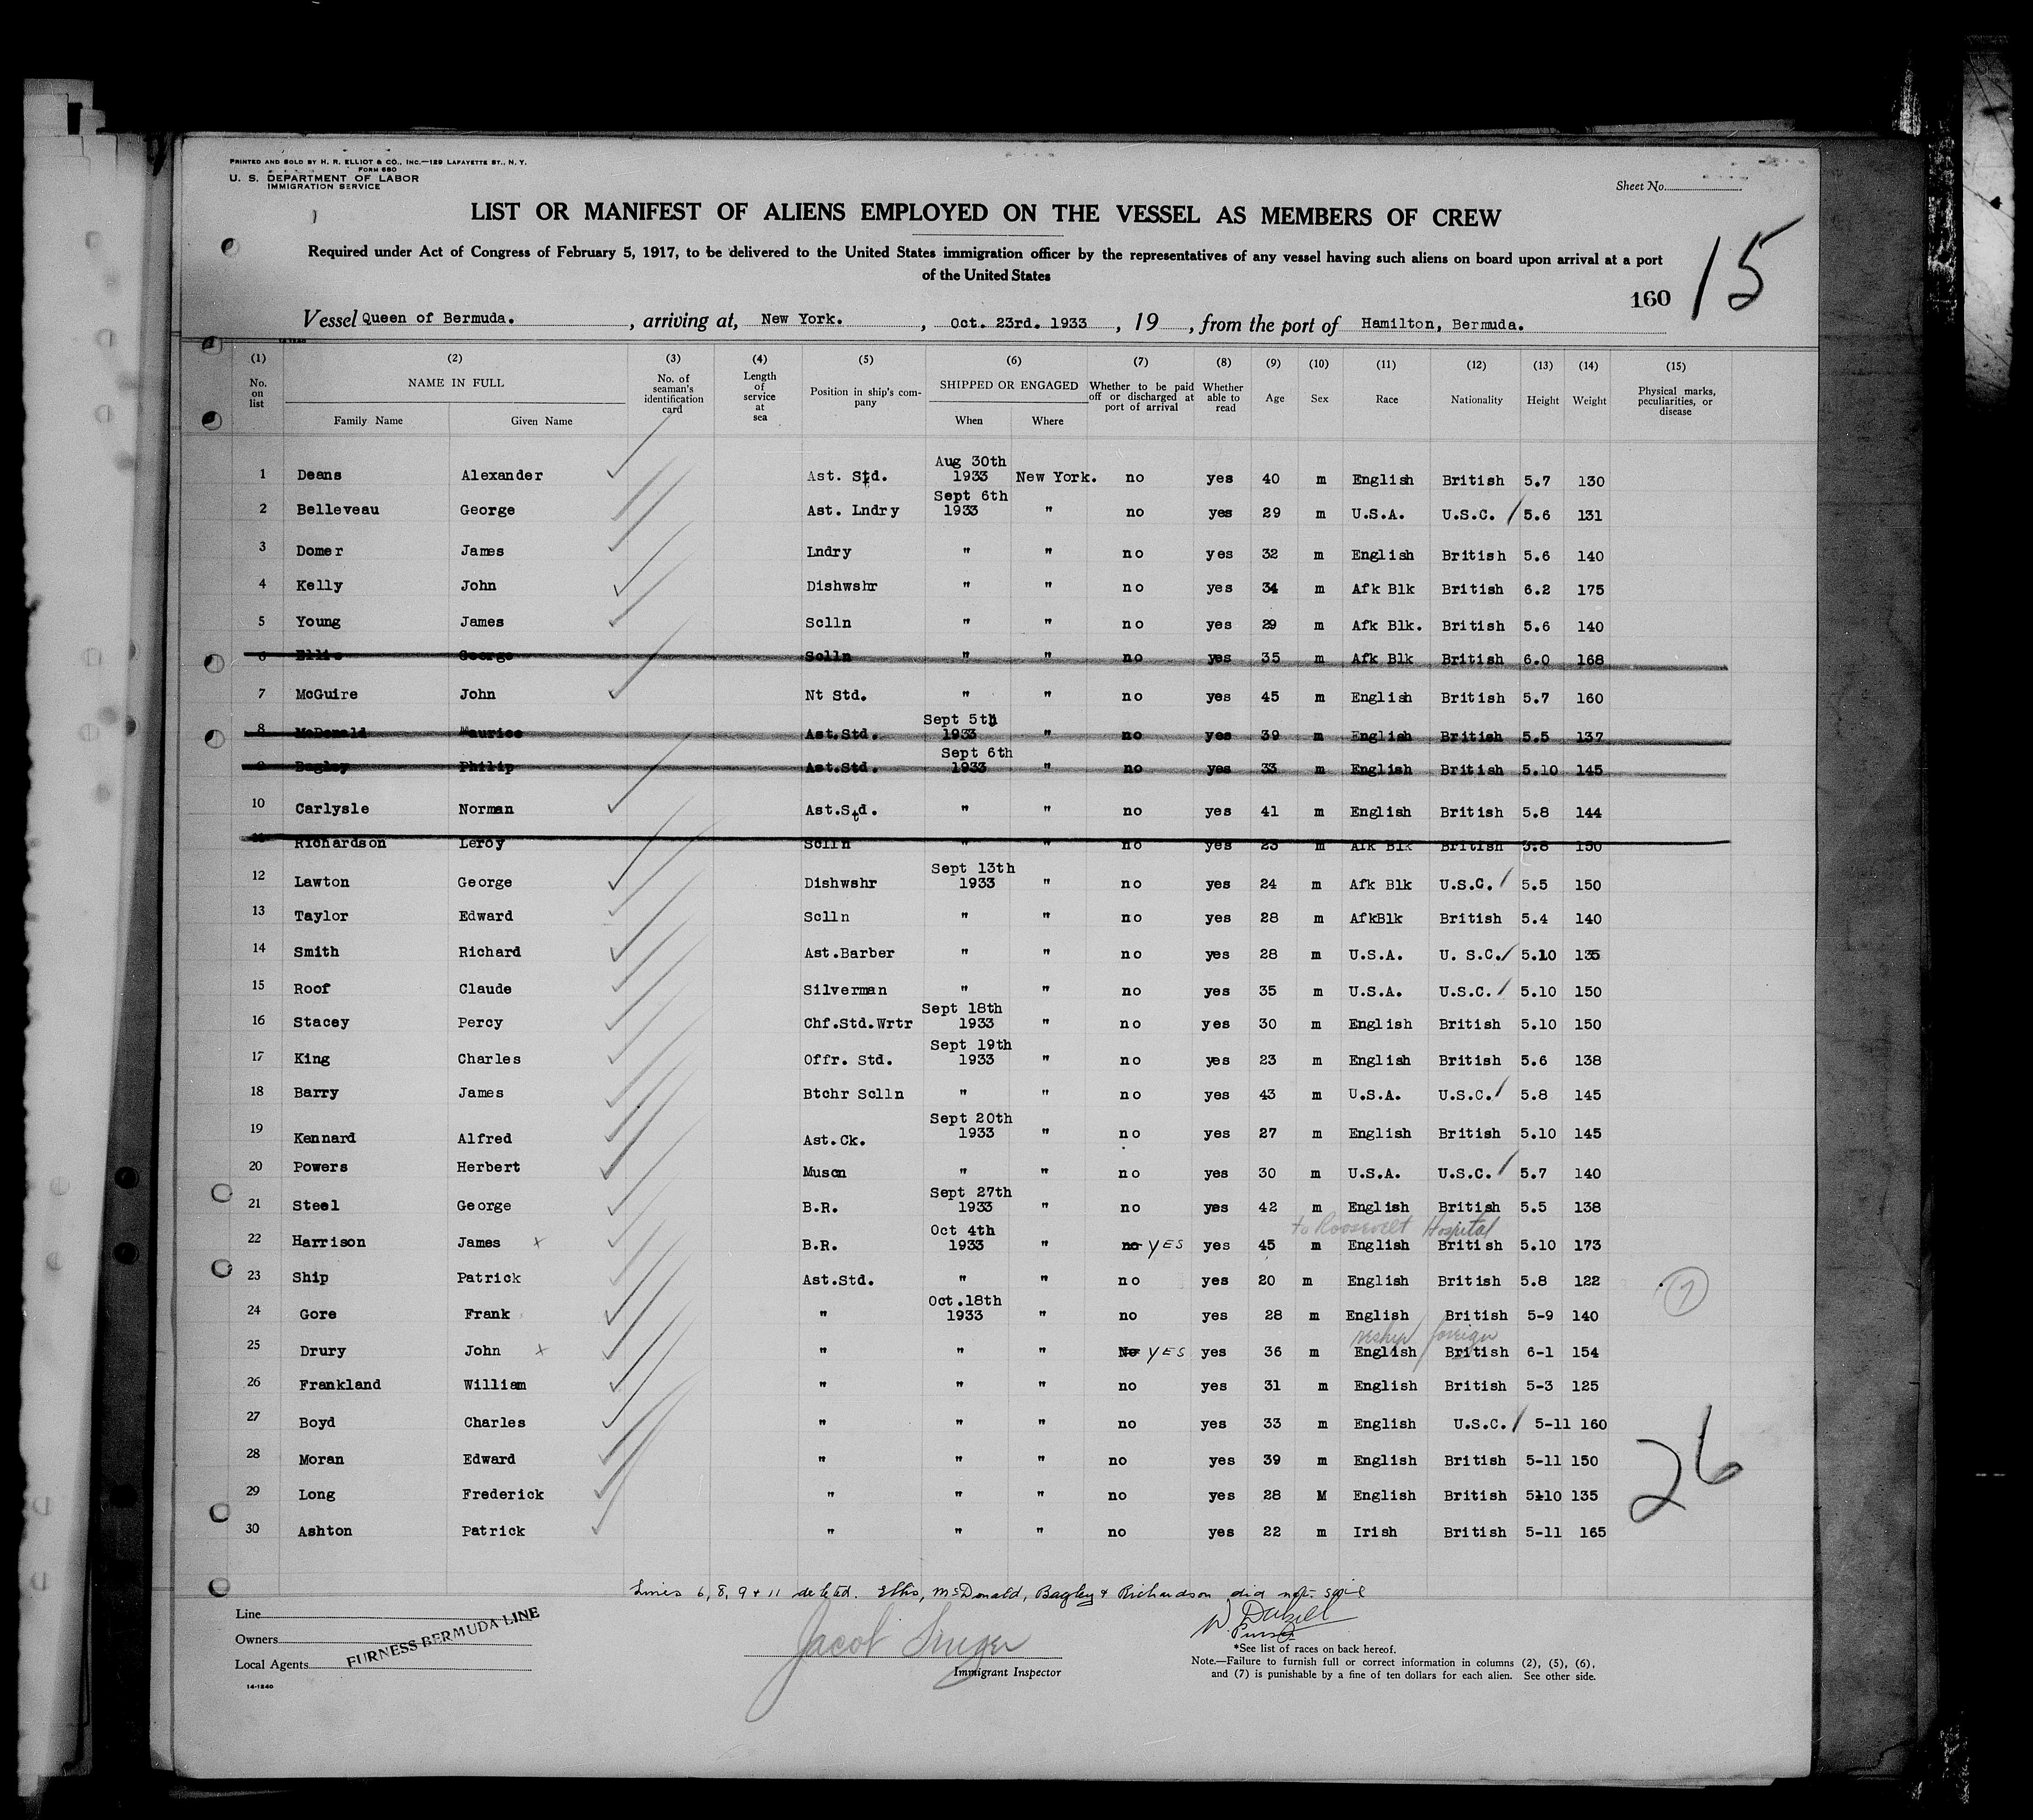 PRINTED AND SOLD BY H. R. ELLIOT & CO., INC.—129 LAFAYETTE ST., N. Y.
FORM 680
U. S. DEPARTMENT OF LABOR
IMMIGRATION SERVICE
Sheet No.
LIST OR MANIFEST OF ALIENS EMPLOYED ON THE VESSEL AS MEMBERS OF CREW
15
Required under Act of Congress of February 5, 1917, to be delivered to the United States immigration officer by the representatives of any vessel having such aliens on board upon arrival at a port
of the United States
160
Vessel Queen of Bermuda. , arriving at, New York. , Oct. 23rd. 1933 , 19 , from the port of Hamilton, Bermuda.
(1) (2) (3) (4) (5) (6) (7) (8) (9) (10) (11) (12) (13) (14) (15)
No. on list NAME IN FULL Family Name Given Name No. of seaman's identification card Length of service at sea Position in ship's company SHIPPED OR ENGAGED When Where Whether to be paid off or discharged at port of arrival Whether able to read Age Sex Race Nationality Height Weight Physical marks, peculiarities, or disease
1 Deans Alexander Ast. Std. Aug 30th 1933 New York. no yes 40 m English British 5.7 130
2 Belleveau George Ast. Lndry Sept 6th 1933 " no yes 29 m U.S.A. U.S.C. 5.6 131
3 Domer James Lndry " " no yes 32 m English British 5.6 140
4 Kelly John Dishwshr " " no yes 34 m Afk Blk British 6.2 175
5 Young James Sclln " " no yes 29 m Afk Blk. British 5.6 140
6 Ellis George Sclln " " no yes 35 m Afk Blk British 6.0 168
7 McGuire John Nt Std. " " no yes 45 m English British 5.7 160
8 McDonald Maurice Ast.Std. Sept 5th 1933 " no yes 39 m English British 5.5 137
9 Bagley Philip Ast.Std. Sept 6th 1933 " no yes 33 m English British 5.10 145
10 Carlysle Norman Ast.Std. " " no yes 41 m English British 5.8 144
11 Richardson Leroy Sclln " " no yes 23 m Afk Blk British 5.8 150
12 Lawton George Dishwshr Sept 13th 1933 " no yes 24 m Afk Blk U.S.C. 5.5 150
13 Taylor Edward Sclln " " no yes 28 m AfkBlk British 5.4 140
14 Smith Richard Ast.Barber " " no yes 28 m U.S.A. U. S.C. 5.10 135
15 Roof Claude Silverman " " no yes 35 m U.S.A. U.S.C. 5.10 150
16 Stacey Percy Chf.Std.Wrtr Sept 18th 1933 " no yes 30 m English British 5.10 150
17 King Charles Offr. Std. Sept 19th 1933 " no yes 23 m English British 5.6 138
18 Barry James Btchr Sclln " " no yes 43 m U.S.A. U.S.C. 5.8 145
19 Kennard Alfred Ast.Ck. Sept 20th 1933 " no yes 27 m English British 5.10 145
20 Powers Herbert Muscn " " no yes 30 m U.S.A. U.S.C. 5.7 140
21 Steel George B.R. Sept 27th 1933 " no yes 42 m English British 5.5 138
to Roosevelt Hospital
22 Harrison James x B.R. Oct 4th 1933 " no YES yes 45 m English British 5.10 173
23 Ship Patrick Ast.Std. " " no yes 20 m English British 5.8 122
24 Gore Frank " Oct.18th 1933 " no yes 28 m English British 5-9 140
reship foreign
25 Drury John x " " " No YES yes 36 m English British 6-1 154
26 Frankland William " " " no yes 31 m English British 5-3 125
27 Boyd Charles " " " no yes 33 m English U.S.C. 5-11 160
28 Moran Edward " " " no yes 39 m English British 5-11 150
26
29 Long Frederick " " " no yes 28 M English British 5-10 135
30 Ashton Patrick " " " no yes 22 m Irish British 5-11 165
Lines 6, 8, 9 + 11 deleted. Ellis, McDonald, Bagley & Richardson did not sail
Line
Owners
Local Agents
FURNESS BERMUDA LINE
14-1240
Jacob Singer
Immigrant Inspector
Purser
*See list of races on back hereof.
Note.—Failure to furnish full or correct information in columns (2), (5), (6),
and (7) is punishable by a fine of ten dollars for each alien. See other side.